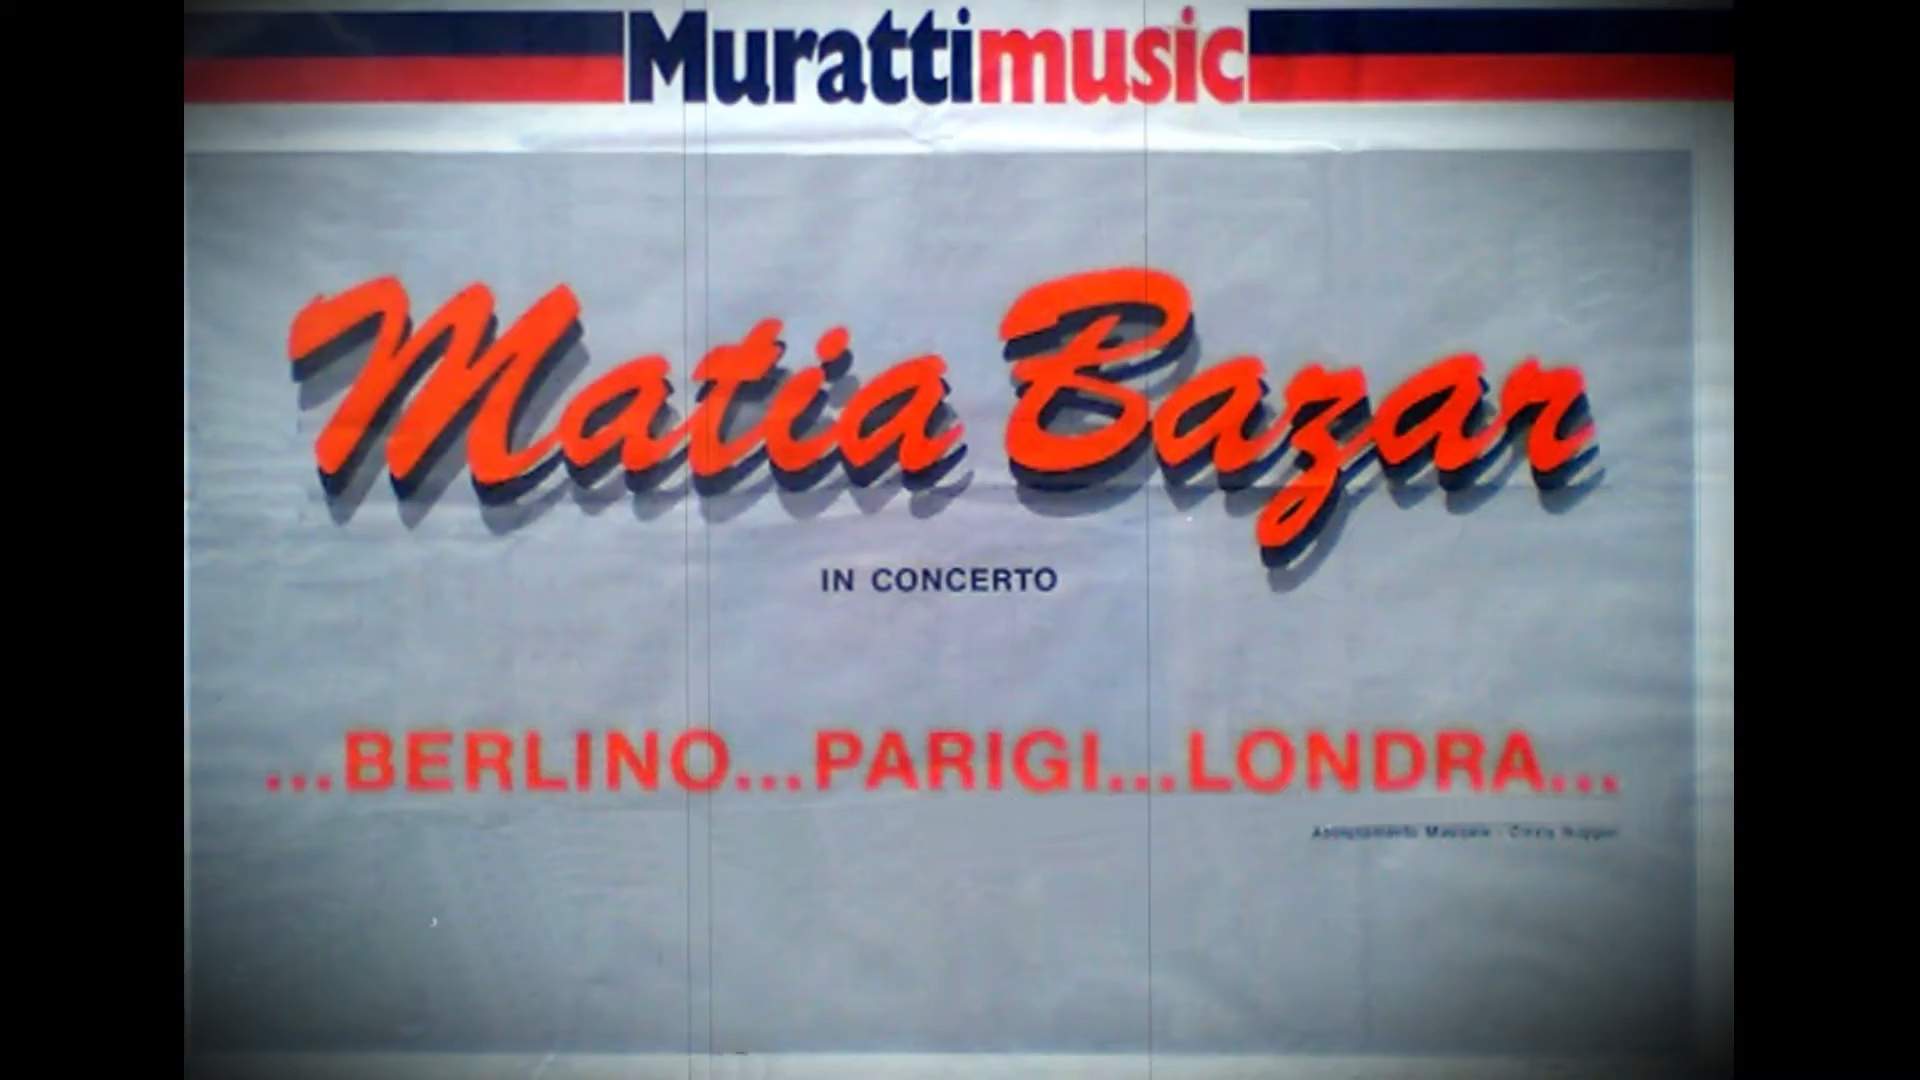 Murattimusic
Matia Bazar
IN CONCERTO
...BERLINO...PARIGI...LONDRA...